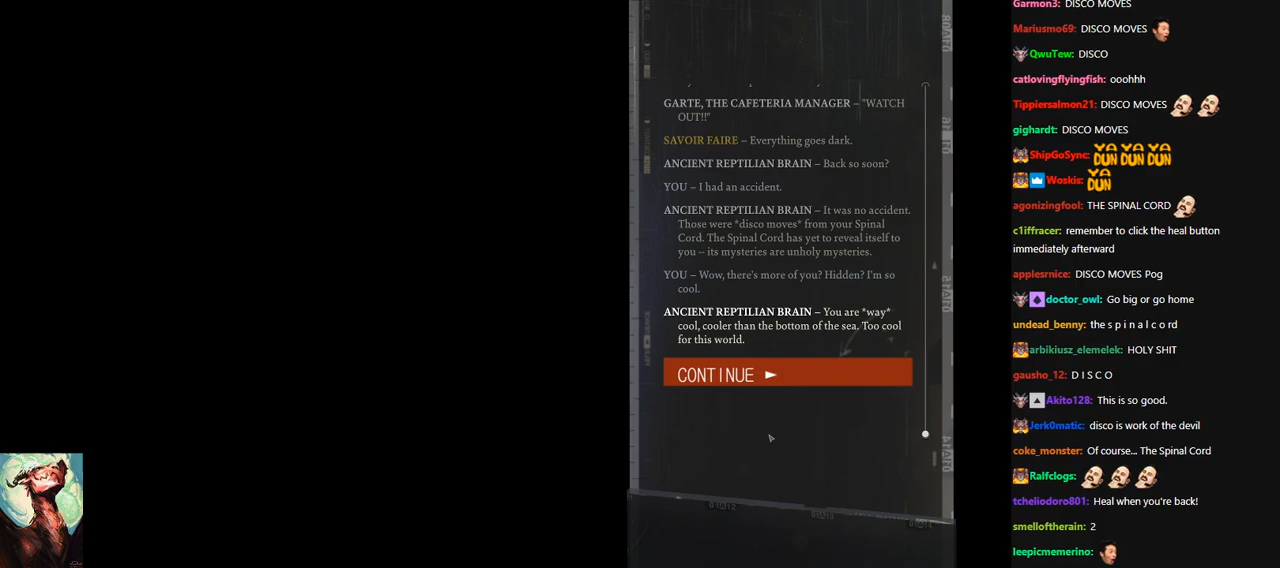 GARTE, THE CAFETERIA MANAGER – "WATCH
OUT!!"
SAVOIR FAIRE – Everything goes dark.
ANCIENT REPTILIAN BRAIN – Back so soon?
YOU – I had an accident.
ANCIENT REPTILIAN BRAIN – It was no accident.
Those were *disco moves* from your Spinal
Cord. The Spinal Cord has yet to reveal itself to
you – its mysteries are unholy mysteries.
YOU – Wow, there's more of you? Hidden? I'm so
cool.
ANCIENT REPTILIAN BRAIN – You are *way*
cool, cooler than the bottom of the sea. Too cool
for this world.
CONTINUE
Garmon3: DISCO MOVES
Mariusmo69: DISCO MOVES
QwuTew: DISCO
catlovingflyingfish: ooohhh
Tippiersalmon21: DISCO MOVES
gighardt: DISCO MOVES
ShipGoSync: YA DUN YA DUN YA DUN
Woskis: YA DUN
agonizingfool: THE SPINAL CORD
c1iffracer: remember to click the heal button
immediately afterward
applesrnice: DISCO MOVES Pog
doctor_owl: Go big or go home
undead_benny: the s p i n a l c o r d
arbikiusz_elemelek: HOLY SHIT
gausho_12: D I S C O
Akito128: This is so good.
Jerk0matic: disco is work of the devil
coke_monster: Of course... The Spinal Cord
Ralfclogs:
tcheliodoro801: Heal when you're back!
smelloftherain: 2
leepicmemerino: